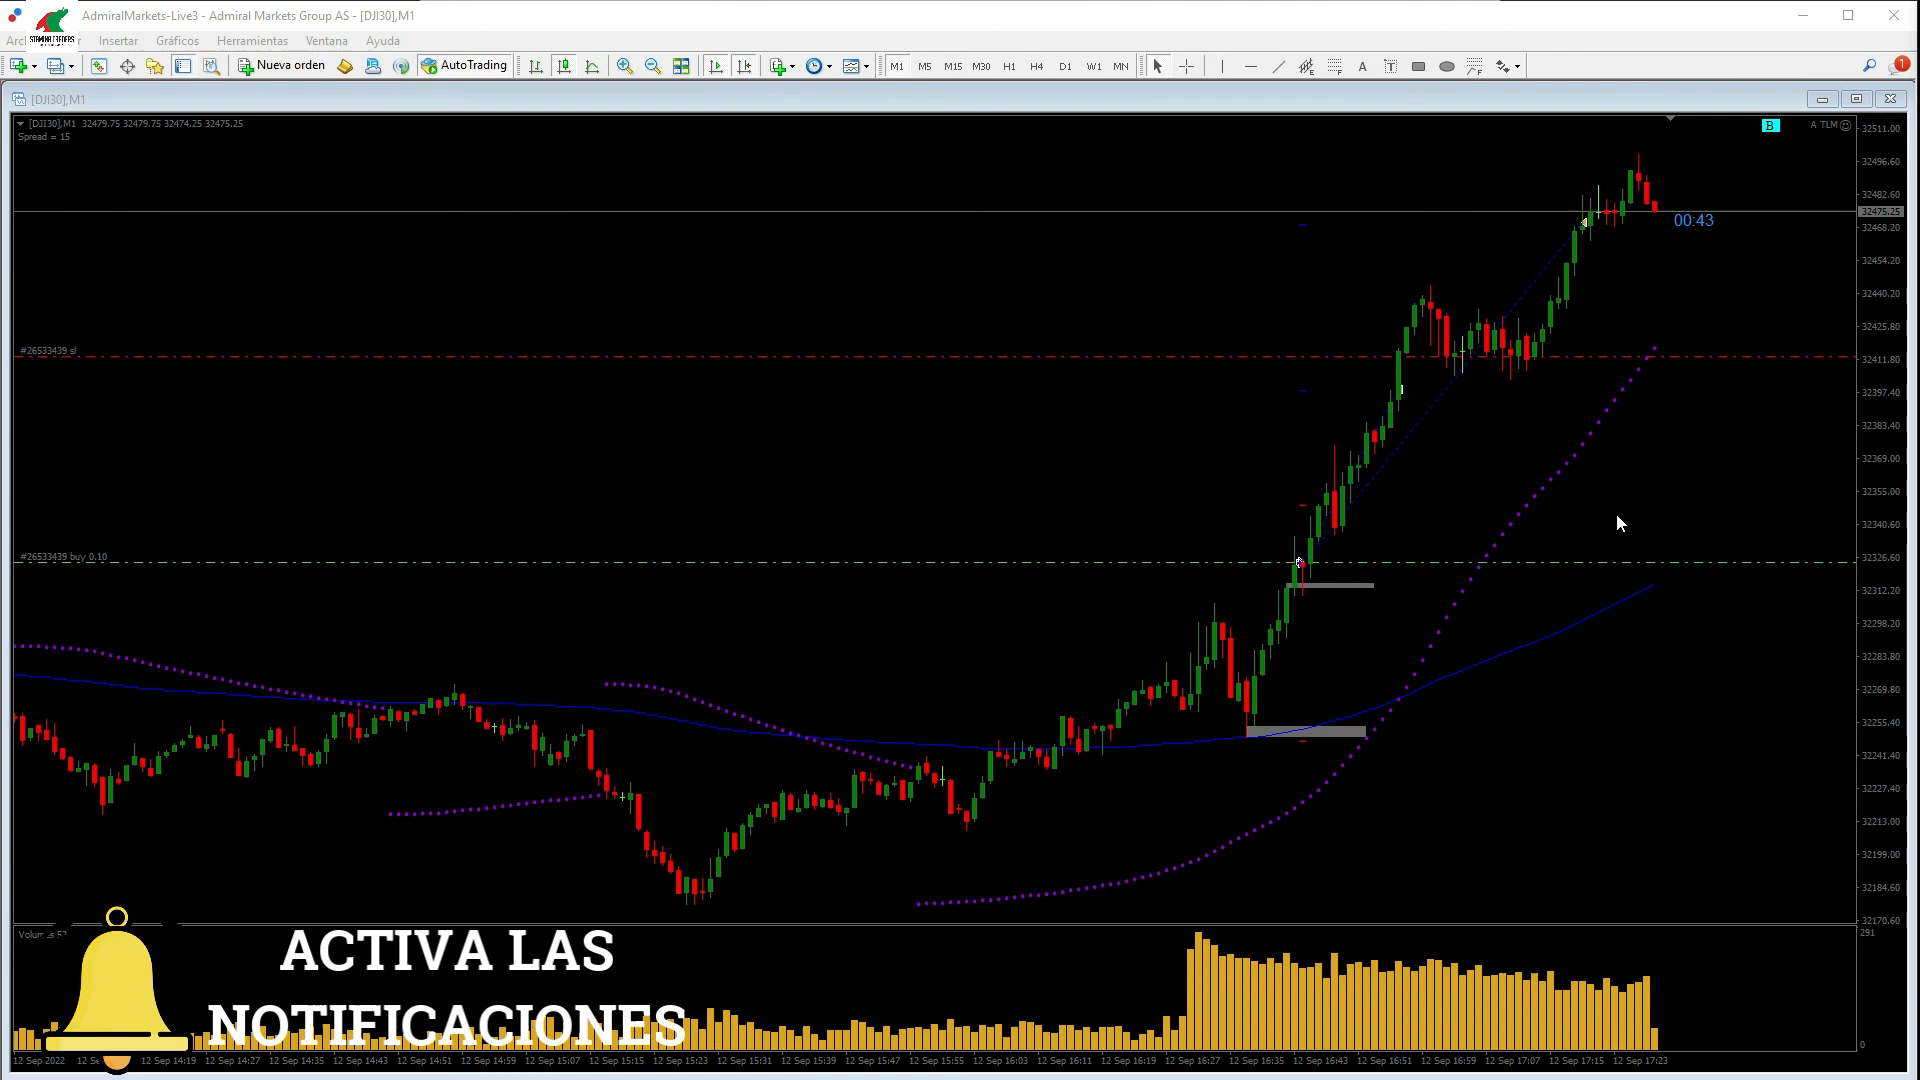 AdmiralMarkets-Live3 - Admiral Markets Group AS - [DJI30],M1
STAMINA TRADERS
Insertar Gráficos Herramientas Ventana Ayuda
Nueva orden AutoTrading M1 M5 M15 M30 H1 H4 D1 W1 MN A T 1
[DJI30],M1
[DJI30],M1 32479.75 32479.75 32474.25 32475.25
Spread = 15
B A TLM
32511.00
32496.60
32482.60
32475.25
00:43
32468.20
32454.20
32440.20
32425.80
#26533439 sl
32411.80
32397.40
32383.40
32369.00
32355.00
32340.60
#26533439 buy 0.10
32326.60
32312.20
32298.20
32283.80
32269.80
32255.40
32241.40
32227.40
32213.00
32199.00
32184.60
32170.60
291
ACTIVA LAS
NOTIFICACIONES
0
12 Sep 2022 12 Sep 14:19 12 Sep 14:27 12 Sep 14:35 12 Sep 14:43 12 Sep 14:51 12 Sep 14:59 12 Sep 15:07 12 Sep 15:15 12 Sep 15:23 12 Sep 15:31 12 Sep 15:39 12 Sep 15:47 12 Sep 15:55 12 Sep 16:03 12 Sep 16:11 12 Sep 16:19 12 Sep 16:27 12 Sep 16:35 12 Sep 16:43 12 Sep 16:51 12 Sep 16:59 12 Sep 17:07 12 Sep 17:15 12 Sep 17:23